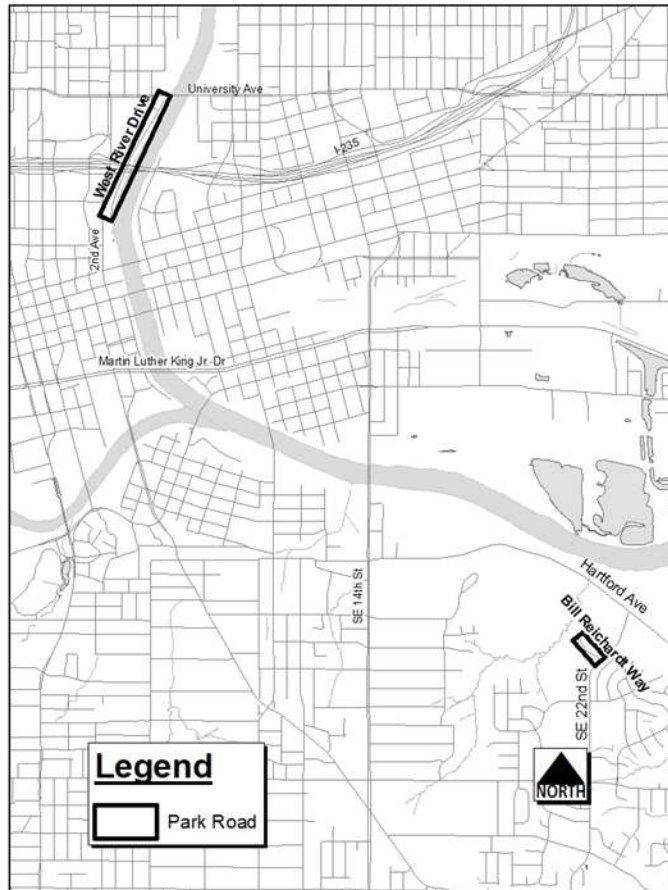 University Ave
West River Drive
I-235
2nd Ave
Martin Luther King Jr. Dr
Hartford Ave
SE 14th St
Bill Reichardt Way
SE 22nd St
Legend
Park Road
NORTH